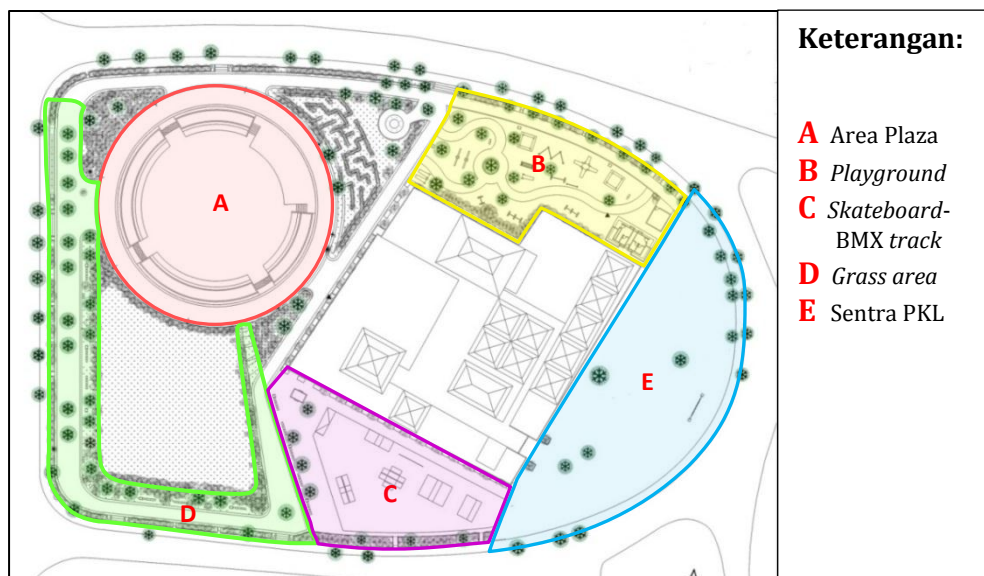 A
B
C
D
E
Keterangan:
A Area Plaza
B Playground
C Skateboard-
BMX track
D Grass area
E Sentra PKL